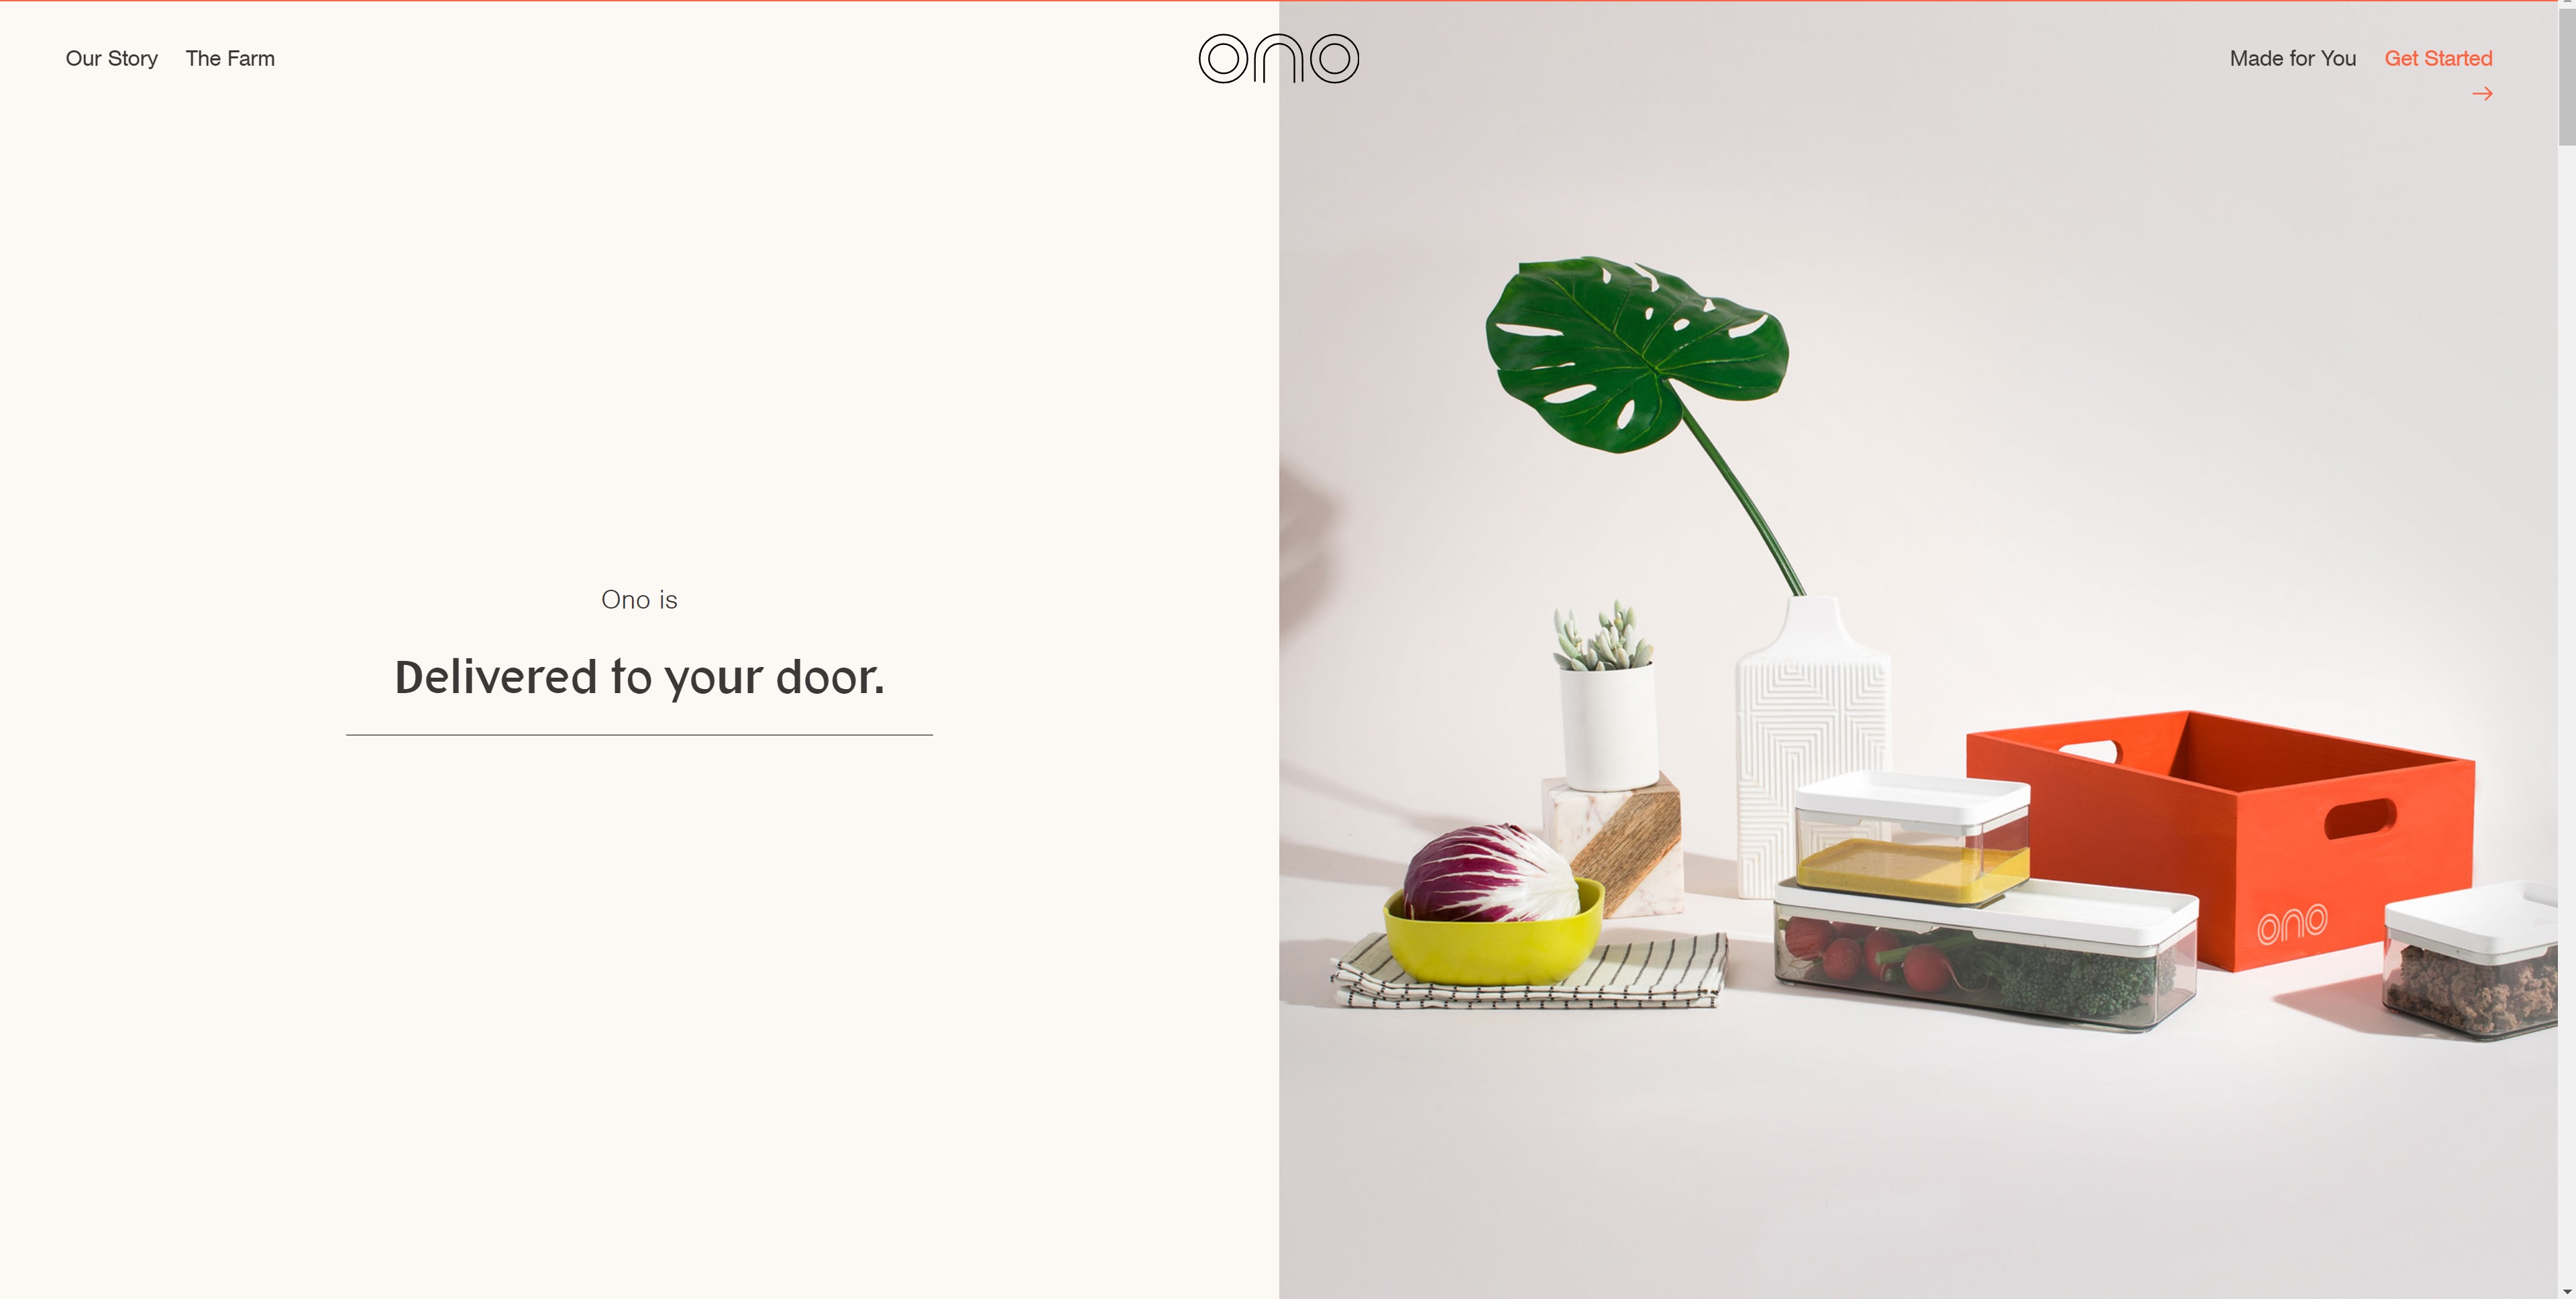 Our Story
The Farm
ono
Made for You
Get Started
Ono is
Delivered to your door.
ono